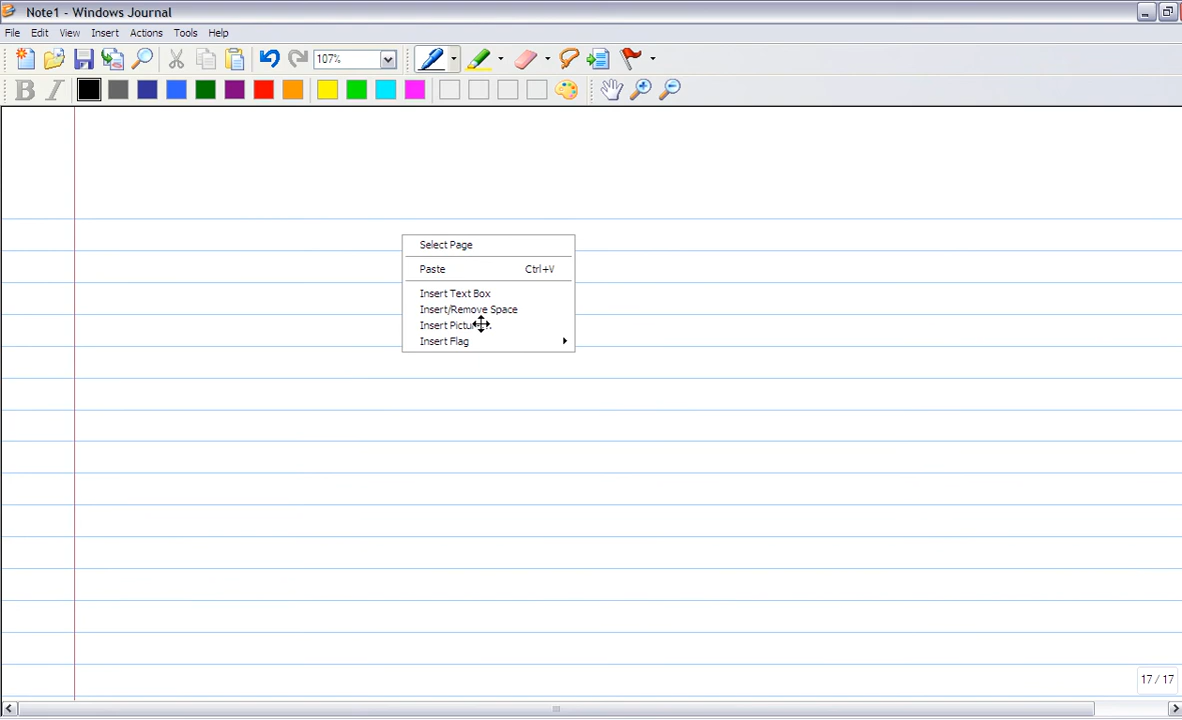 Note1 - Windows Journal
File Edit View Insert Actions Tools Help
107%
B I
Select Page
Paste Ctrl+V
Insert Text Box
Insert/Remove Space
Insert
Insert Flag
17 / 17